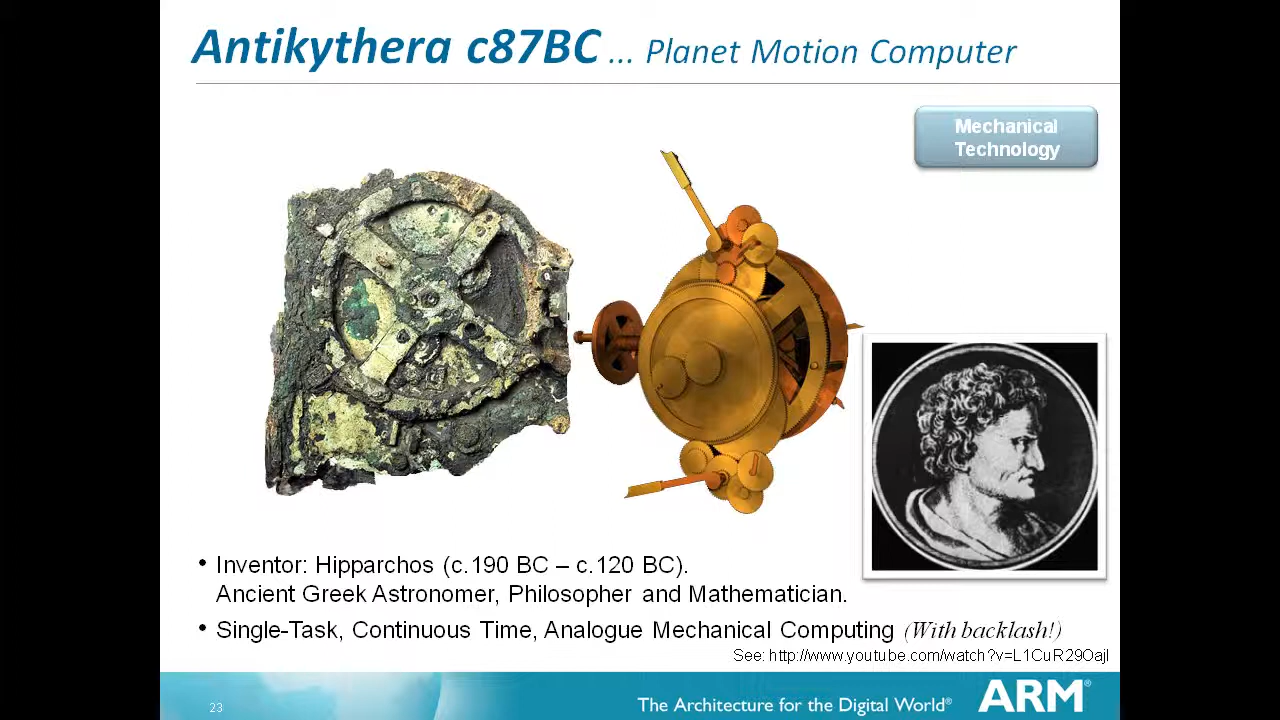 Antikythera c87BC ... Planet Motion Computer
Mechanical
Technology
• Inventor: Hipparchos (c.190 BC – c.120 BC).
Ancient Greek Astronomer, Philosopher and Mathematician.
• Single-Task, Continuous Time, Analogue Mechanical Computing (With backlash!)
See: http://www.youtube.com/watch?v=L1CuR29OajI
23
The Architecture for the Digital World®
ARM®